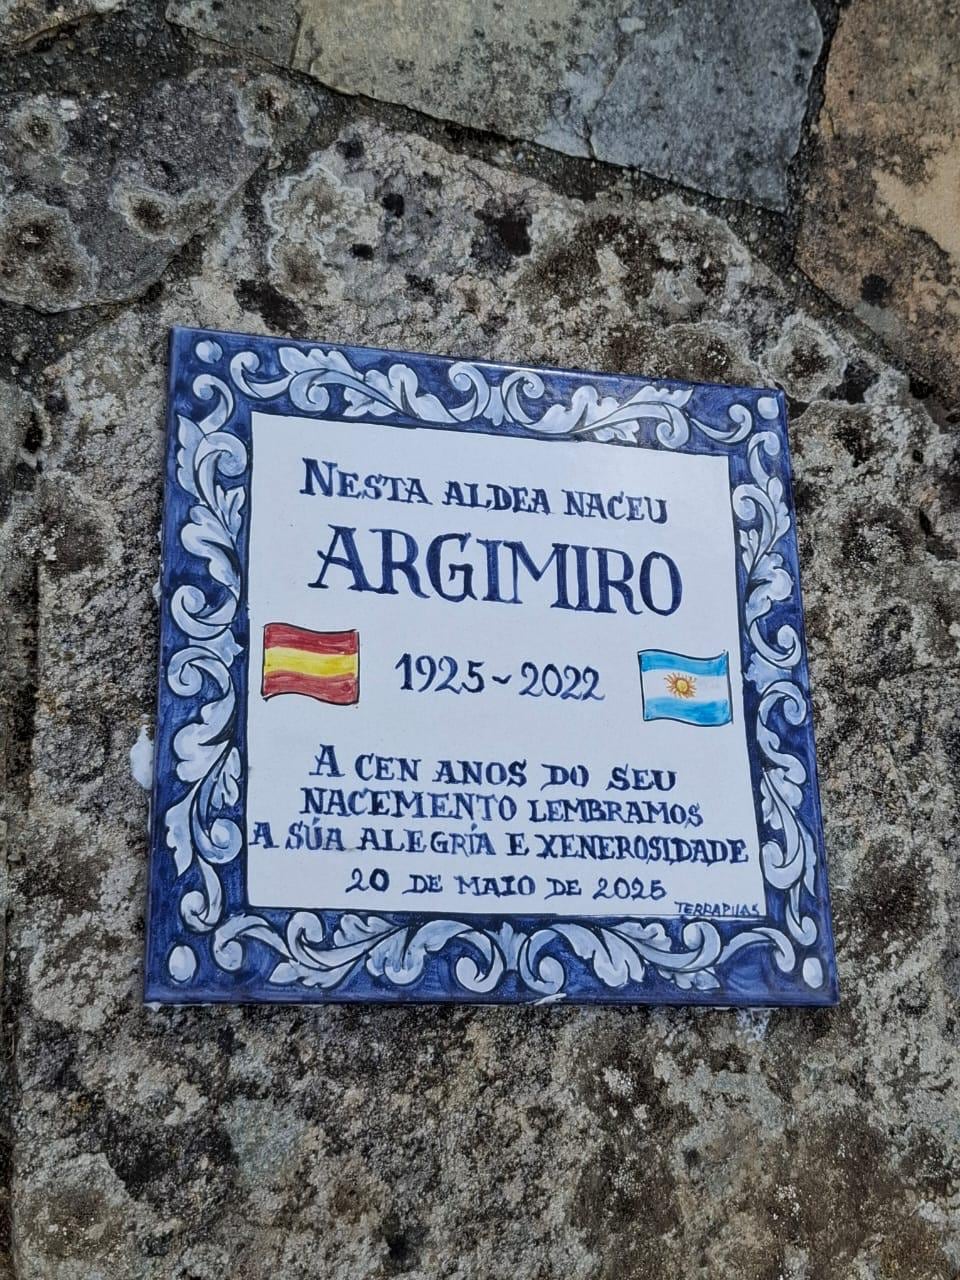 NESTA ALDEA NACEU
ARGIMIRO
1925~2022
A CEN ANOS DO SEU
NACEMENTO LEMBRAMOS
A SÚA ALEGRÍA E XENEROSIDADE
20 DE MAIO DE 2025